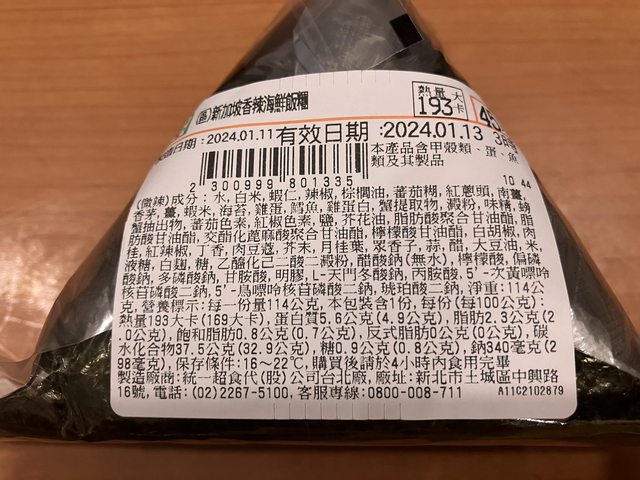 (區)新加坡香辣海鮮飯糰
熱量 大
193 卡
日期:2024.01.11 有效日期:2024.01.13
本產品含甲殼類、蛋、魚
類及其製品
2 300999 801335
10 44
(微辣)成分:水,白米,蝦仁,辣椒,棕櫚油,蕃茄糊,紅蔥頭,南薑,
香茅,薑,蝦米,海苔,雞蛋,鱈魚,雞蛋白,蟹提取物,澱粉,味精,
蟹抽出物,蕃茄色素,紅椒色素,鹽,芥花油,脂肪酸聚合甘油酯,脂
肪酸甘油酯,交酯化蓖麻酸聚合甘油酯,檸檬酸甘油酯,白胡椒,肉
桂,紅辣椒,丁香,肉豆蔻,芥末,月桂葉,眾香子,蒜,醋,大豆油,米,
液糖,白麹,糖,乙醯化己二酸二澱粉,醋酸鈉(無水),檸檬酸,偏磷
酸鈉,多磷酸鈉,甘胺酸,明膠,L-天門冬酸鈉,丙胺酸,5'-次黃嘌呤
核苷磷酸二鈉,5'-鳥嘌呤核苷磷酸二鈉,琥珀酸二鈉,淨重:114公
克,營養標示:每一份量114公克,本包裝含1份,每份(每100公克):
熱量193大卡(169大卡),蛋白質5.6公克(4.9公克),脂肪2.3公克(2
.0公克),飽和脂肪0.8公克(0.7公克),反式脂肪0公克(0公克),碳
水化合物37.5公克(32.9公克),糖0.9公克(0.8公克),鈉340毫克(2
98毫克),保存條件:16~22℃,購買後請於4小時內食用完畢
製造廠商:統一超食代(股)公司台北廠,廠址:新北市土城區中興路
16號,電話:(02)2267-5100,客服專線:0800-008-711
A11C2102879